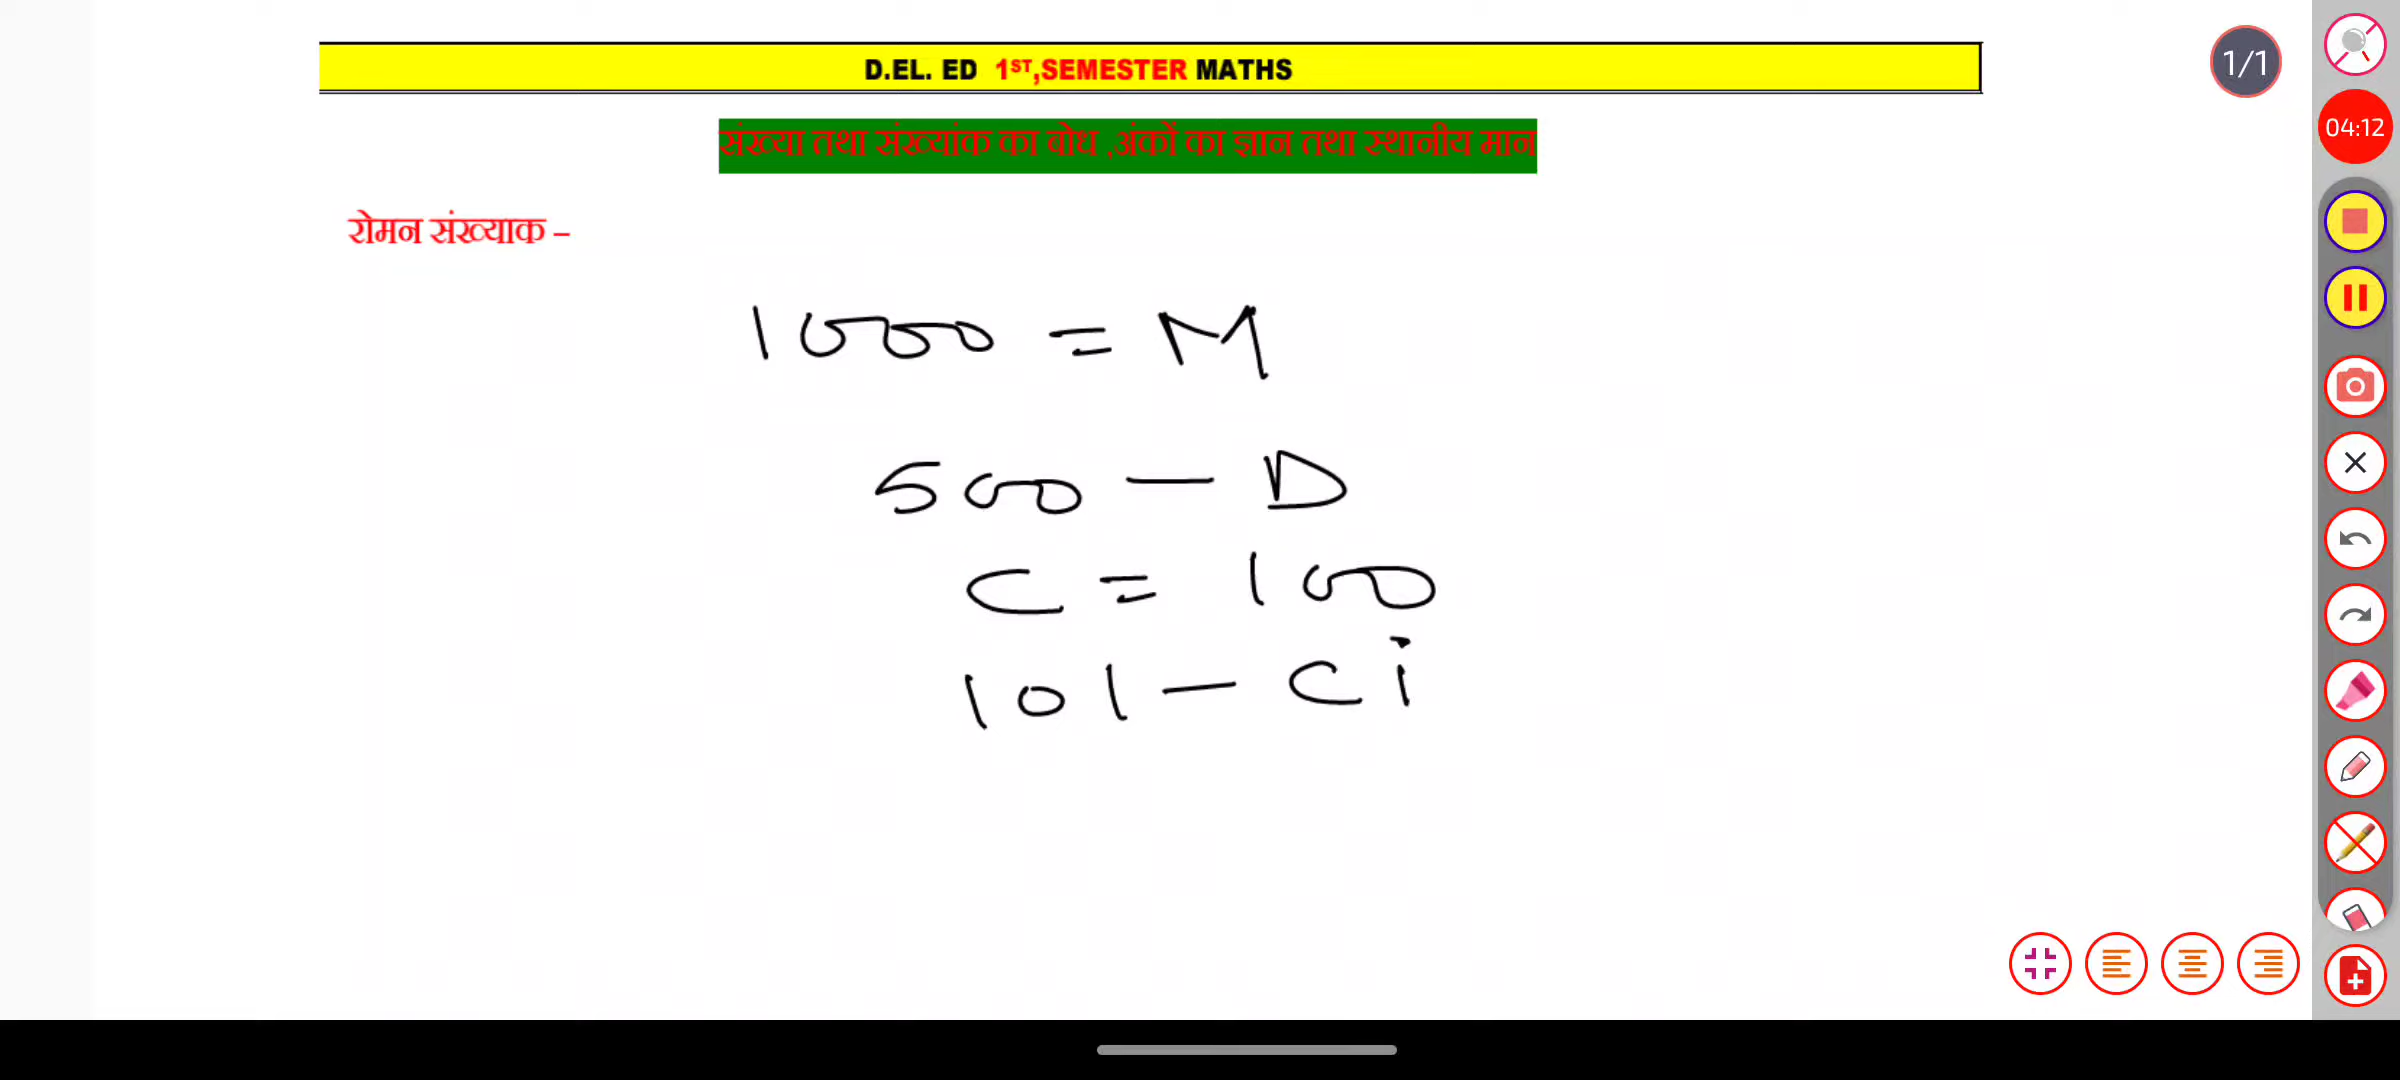 D.EL. ED 1ST,SEMESTER MATHS
1/1
04:12
संख्या तथा संख्यांक का बोध ,अंकों का ज्ञान तथा स्थानीय मान
रोमन संख्याक –
1000 = M
500 — D
C = 100
101 — Ci